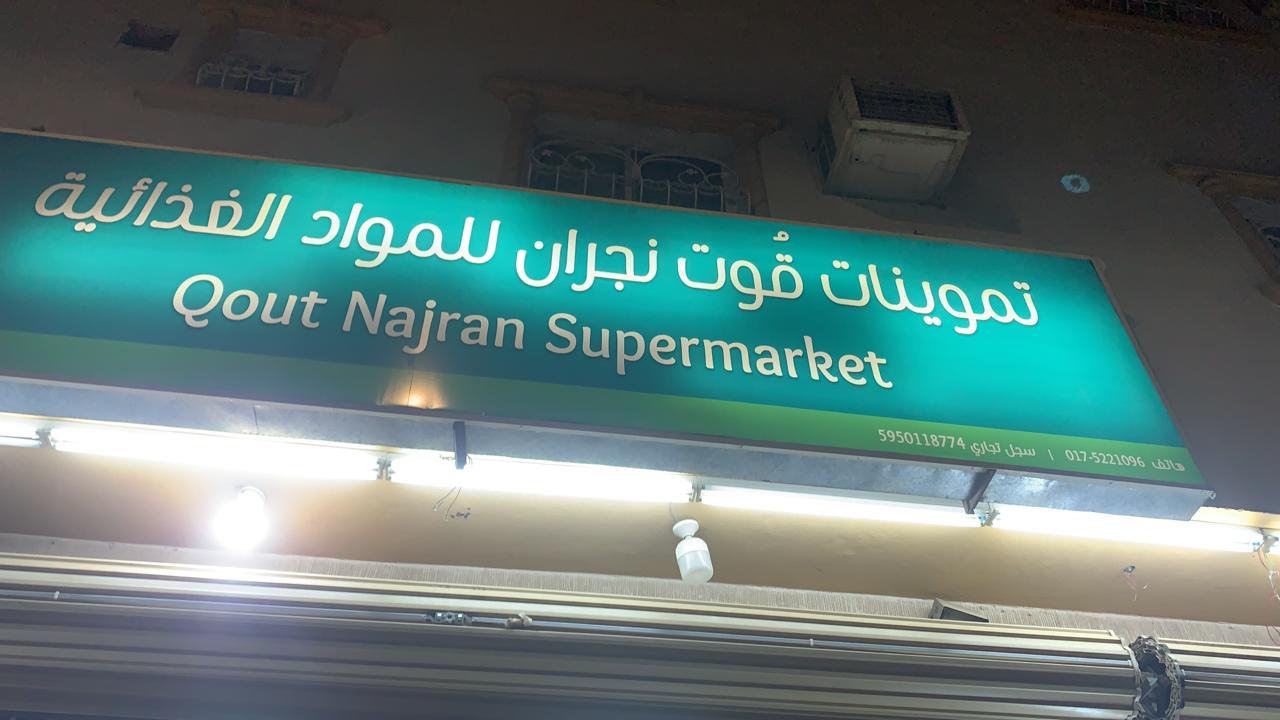 تموينات قُوت نجران للمواد الغذائية
Qout Najran Supermarket
هاتف 017-5221096 | سجل تجاري 5950118774